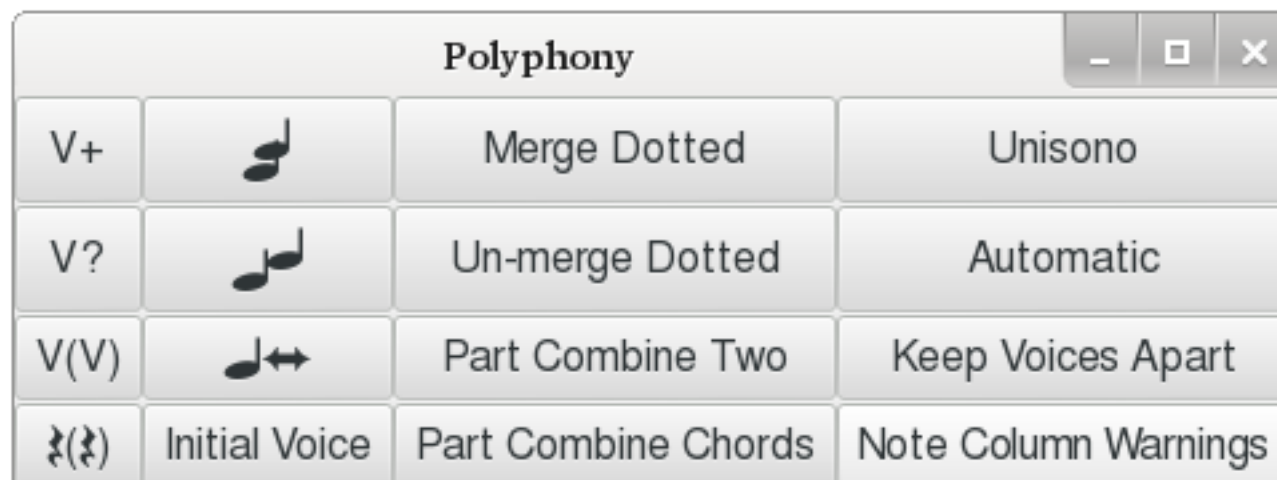 Polyphony
V+ Merge Dotted Unisono
V? Un-merge Dotted Automatic
V(V) Part Combine Two Keep Voices Apart
𝄽(𝄽) Initial Voice Part Combine Chords Note Column Warnings